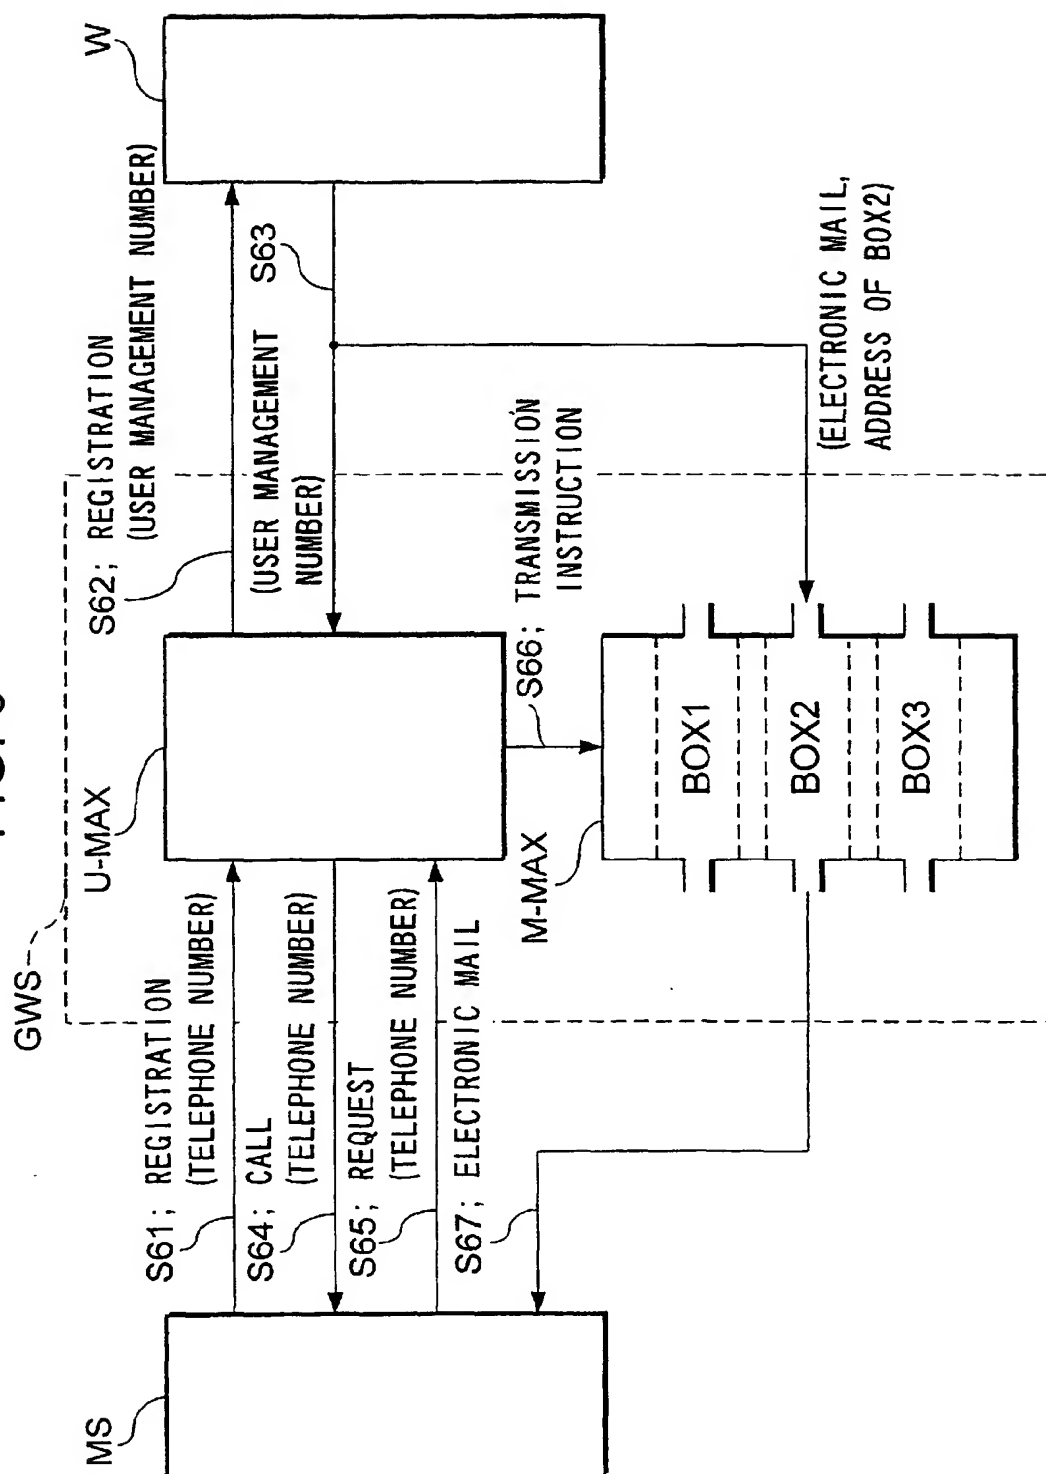 GWS
MS
U-MAX
W
S61; REGISTRATION
(TELEPHONE NUMBER)
S62; REGISTRATION
(USER MANAGEMENT NUMBER)
S63
(USER MANAGEMENT
NUMBER)
S64; CALL
(TELEPHONE NUMBER)
S65; REQUEST
(TELEPHONE NUMBER)
S66; TRANSMISSION
INSTRUCTION
S67; ELECTRONIC MAIL
(ELECTRONIC MAIL,
ADDRESS OF BOX2)
M-MAX
BOX1
BOX2
BOX3